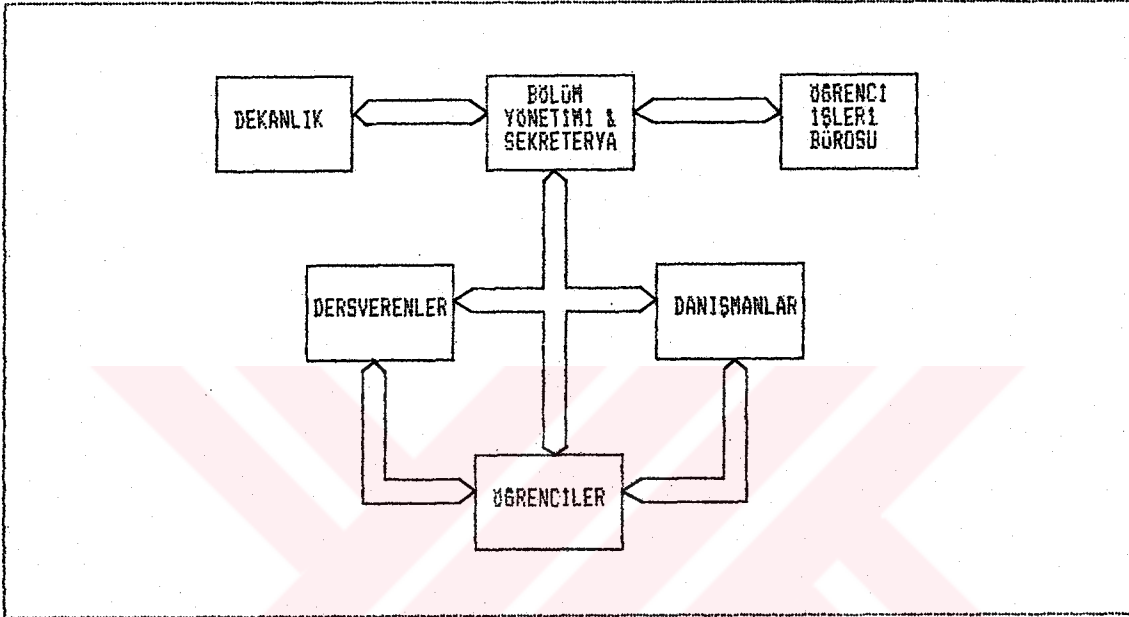 DEKANLIK
BÖLÜM
YÖNETİMİ &
SEKRETERYA
ÖĞRENCİ
İŞLERİ
BÜROSU
DERSVERENLER
DANIŞMANLAR
ÖĞRENCİLER